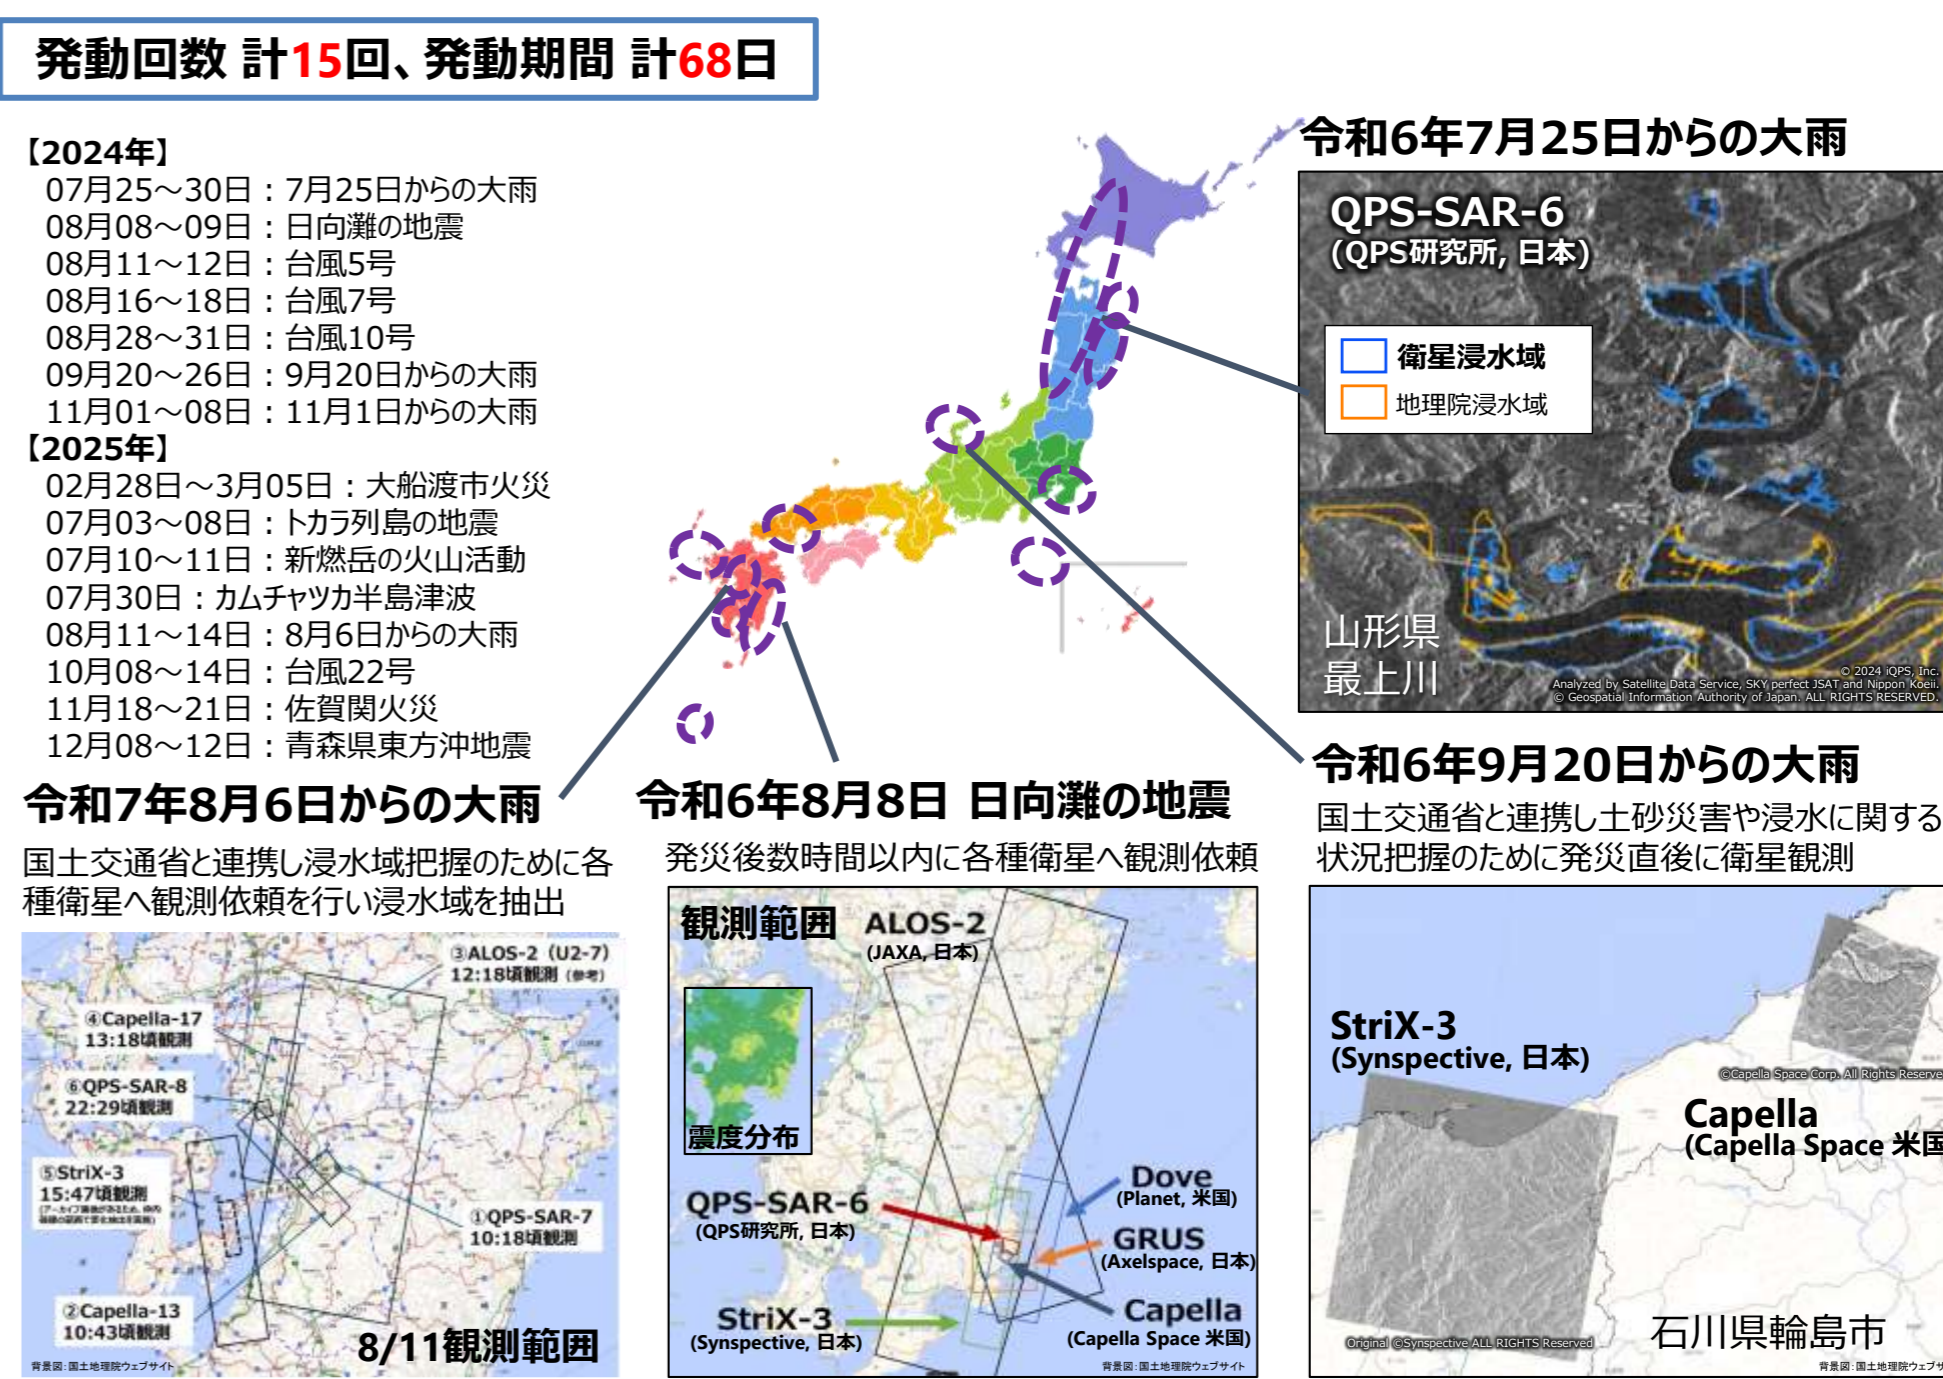 発動回数 計15回、発動期間 計68日
【2024年】
07月25～30日：7月25日からの大雨
08月08～09日：日向灘の地震
08月11～12日：台風5号
08月16～18日：台風7号
08月28～31日：台風10号
09月20～26日：9月20日からの大雨
11月01～08日：11月1日からの大雨
【2025年】
02月28日～3月05日：大船渡市火災
07月03～08日：トカラ列島の地震
07月10～11日：新燃岳の火山活動
07月30日：カムチャツカ半島津波
08月11～14日：8月6日からの大雨
10月08～14日：台風22号
11月18～21日：佐賀関火災
12月08～12日：青森県東方沖地震
令和6年7月25日からの大雨
QPS-SAR-6
(QPS研究所, 日本)
衛星浸水域
地理院浸水域
山形県
最上川
© 2024 iQPS, Inc.
Analyzed by Satellite Data Service, SKY perfect JSAT and Nippon Koeii.
© Geospatial Information Authority of Japan. ALL RIGHTS RESERVED.
令和7年8月6日からの大雨
国土交通省と連携し浸水域把握のために各
種衛星へ観測依頼を行い浸水域を抽出
③ALOS-2（U2-7）
12:18頃観測（参考）
④Capella-17
13:18頃観測
⑥QPS-SAR-8
22:29頃観測
⑤StriX-3
15:47頃観測
①QPS-SAR-7
10:18頃観測
②Capella-13
10:43頃観測
8/11観測範囲
背景図：国土地理院ウェブサイト
令和6年8月8日 日向灘の地震
発災後数時間以内に各種衛星へ観測依頼
観測範囲
ALOS-2
(JAXA, 日本)
震度分布
Dove
(Planet, 米国)
QPS-SAR-6
(QPS研究所, 日本)
GRUS
(Axelspace, 日本)
StriX-3
(Synspective, 日本)
Capella
(Capella Space 米国)
背景図：国土地理院ウェブサイト
令和6年9月20日からの大雨
国土交通省と連携し土砂災害や浸水に関する
状況把握のために発災直後に衛星観測
StriX-3
(Synspective, 日本)
©Capella Space Corp. All Rights Reserve
Capella
(Capella Space 米国
Original ©Synspective ALL RIGHTS Reserved
石川県輪島市
背景図：国土地理院ウェブサ